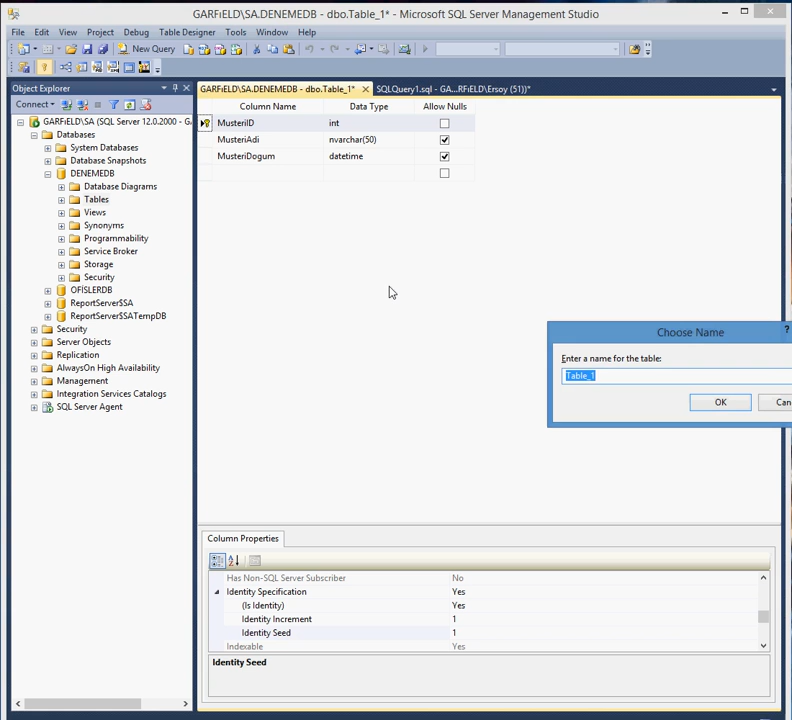 GARFiELD\SA.DENEMEDB - dbo.Table_1* - Microsoft SQL Server Management Studio
File Edit View Project Debug Table Designer Tools Window Help
New Query
Object Explorer
Connect
GARFiELD\SA (SQL Server 12.0.2000 - G
Databases
System Databases
Database Snapshots
DENEMEDB
Database Diagrams
Tables
Views
Synonyms
Programmability
Service Broker
Storage
Security
OFİSLERDB
ReportServer$SA
ReportServer$SATempDB
Security
Server Objects
Replication
AlwaysOn High Availability
Management
Integration Services Catalogs
SQL Server Agent
GARFiELD\SA.DENEMEDB - dbo.Table_1* SQLQuery1.sql - GA...RFiELD\Ersoy (51))*
Column Name Data Type Allow Nulls
MusteriID int
MusteriAdi nvarchar(50)
MusteriDogum datetime
Choose Name ?
Enter a name for the table:
Table_1
OK Can
Column Properties
Has Non-SQL Server Subscriber No
Identity Specification Yes
(Is Identity) Yes
Identity Increment 1
Identity Seed 1
Indexable Yes
Identity Seed